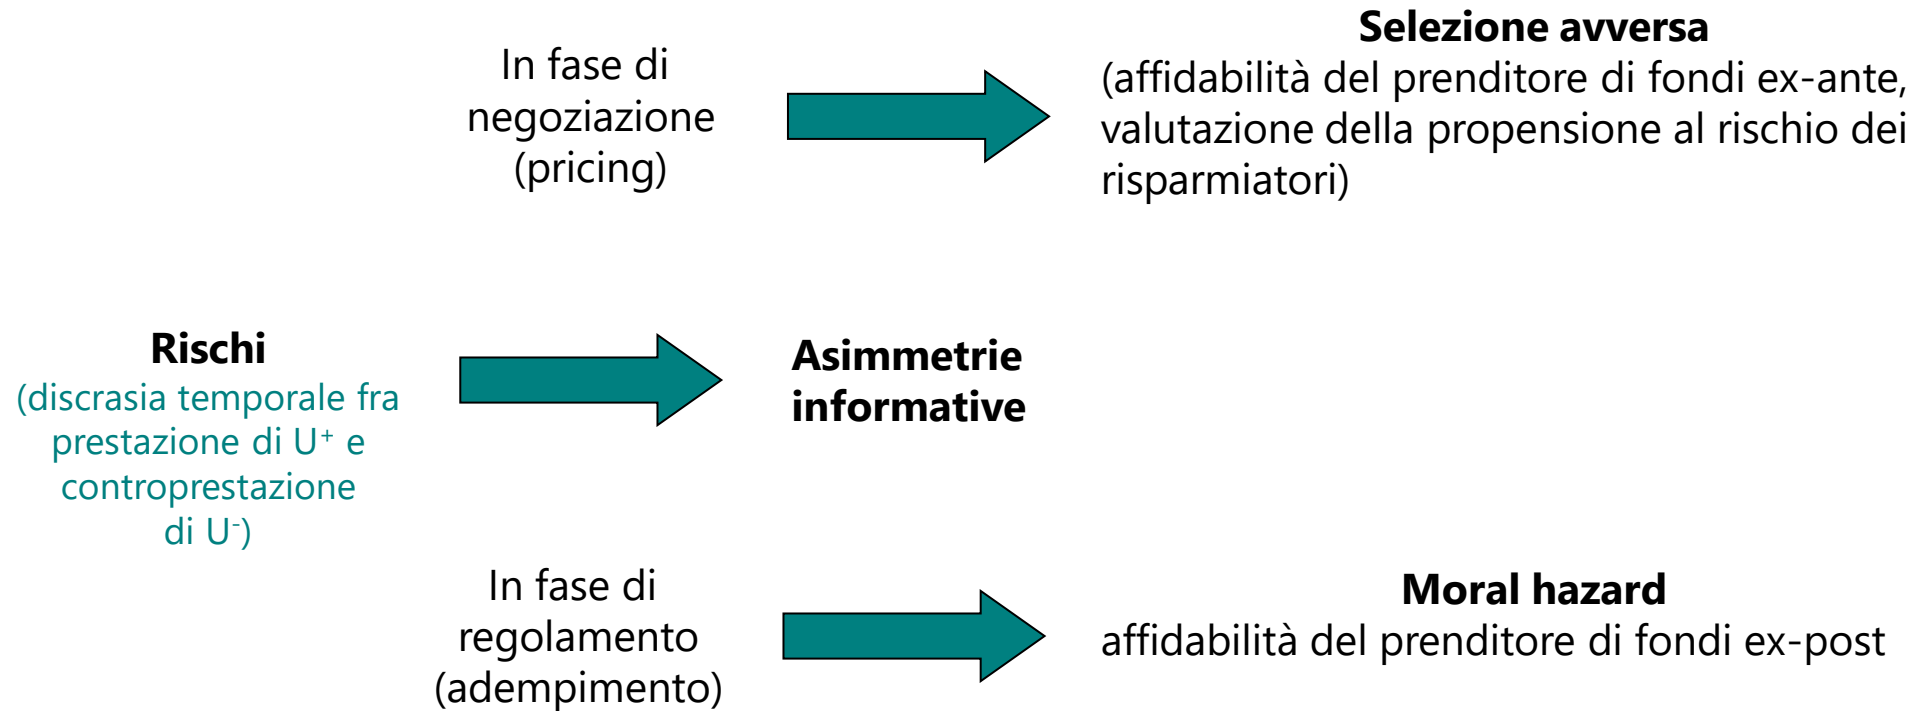 In fase di
negoziazione
(pricing)
Selezione avversa
(affidabilità del prenditore di fondi ex-ante,
valutazione della propensione al rischio dei
risparmiatori)
Rischi
(discrasia temporale fra
prestazione di U⁺ e
controprestazione
di U⁻)
Asimmetrie
informative
In fase di
regolamento
(adempimento)
Moral hazard
affidabilità del prenditore di fondi ex-post